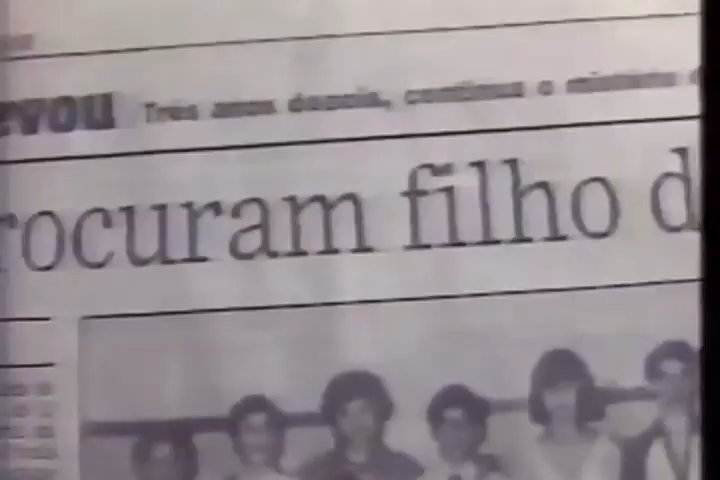 evou Tres anos depois, continua o mistério
rocuram filho d